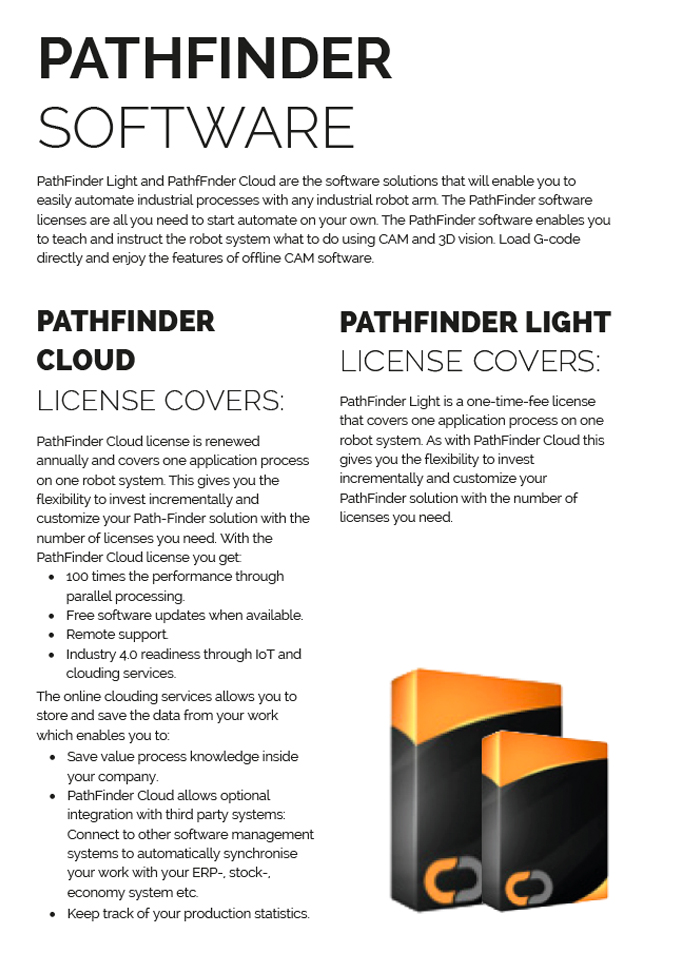 PATHFINDER
SOFTWARE
PathFinder Light and PathfFnder Cloud are the software solutions that will enable you to
easily automate industrial processes with any industrial robot arm. The PathFinder software
licenses are all you need to start automate on your own. The PathFinder software enables you
to teach and instruct the robot system what to do using CAM and 3D vision. Load G-code
directly and enjoy the features of offline CAM software.
PATHFINDER
CLOUD
LICENSE COVERS:
PathFinder Cloud license is renewed
annually and covers one application process
on one robot system. This gives you the
flexibility to invest incrementally and
customize your Path-Finder solution with the
number of licenses you need. With the
PathFinder Cloud license you get:
• 100 times the performance through
parallel processing.
• Free software updates when available.
• Remote support.
• Industry 4.0 readiness through IoT and
clouding services.
The online clouding services allows you to
store and save the data from your work
which enables you to:
• Save value process knowledge inside
your company.
• PathFinder Cloud allows optional
integration with third party systems:
Connect to other software management
systems to automatically synchronise
your work with your ERP-, stock-,
economy system etc.
• Keep track of your production statistics.
PATHFINDER LIGHT
LICENSE COVERS:
PathFinder Light is a one-time-fee license
that covers one application process on one
robot system. As with PathFinder Cloud this
gives you the flexibility to invest
incrementally and customize your
PathFinder solution with the number of
licenses you need.